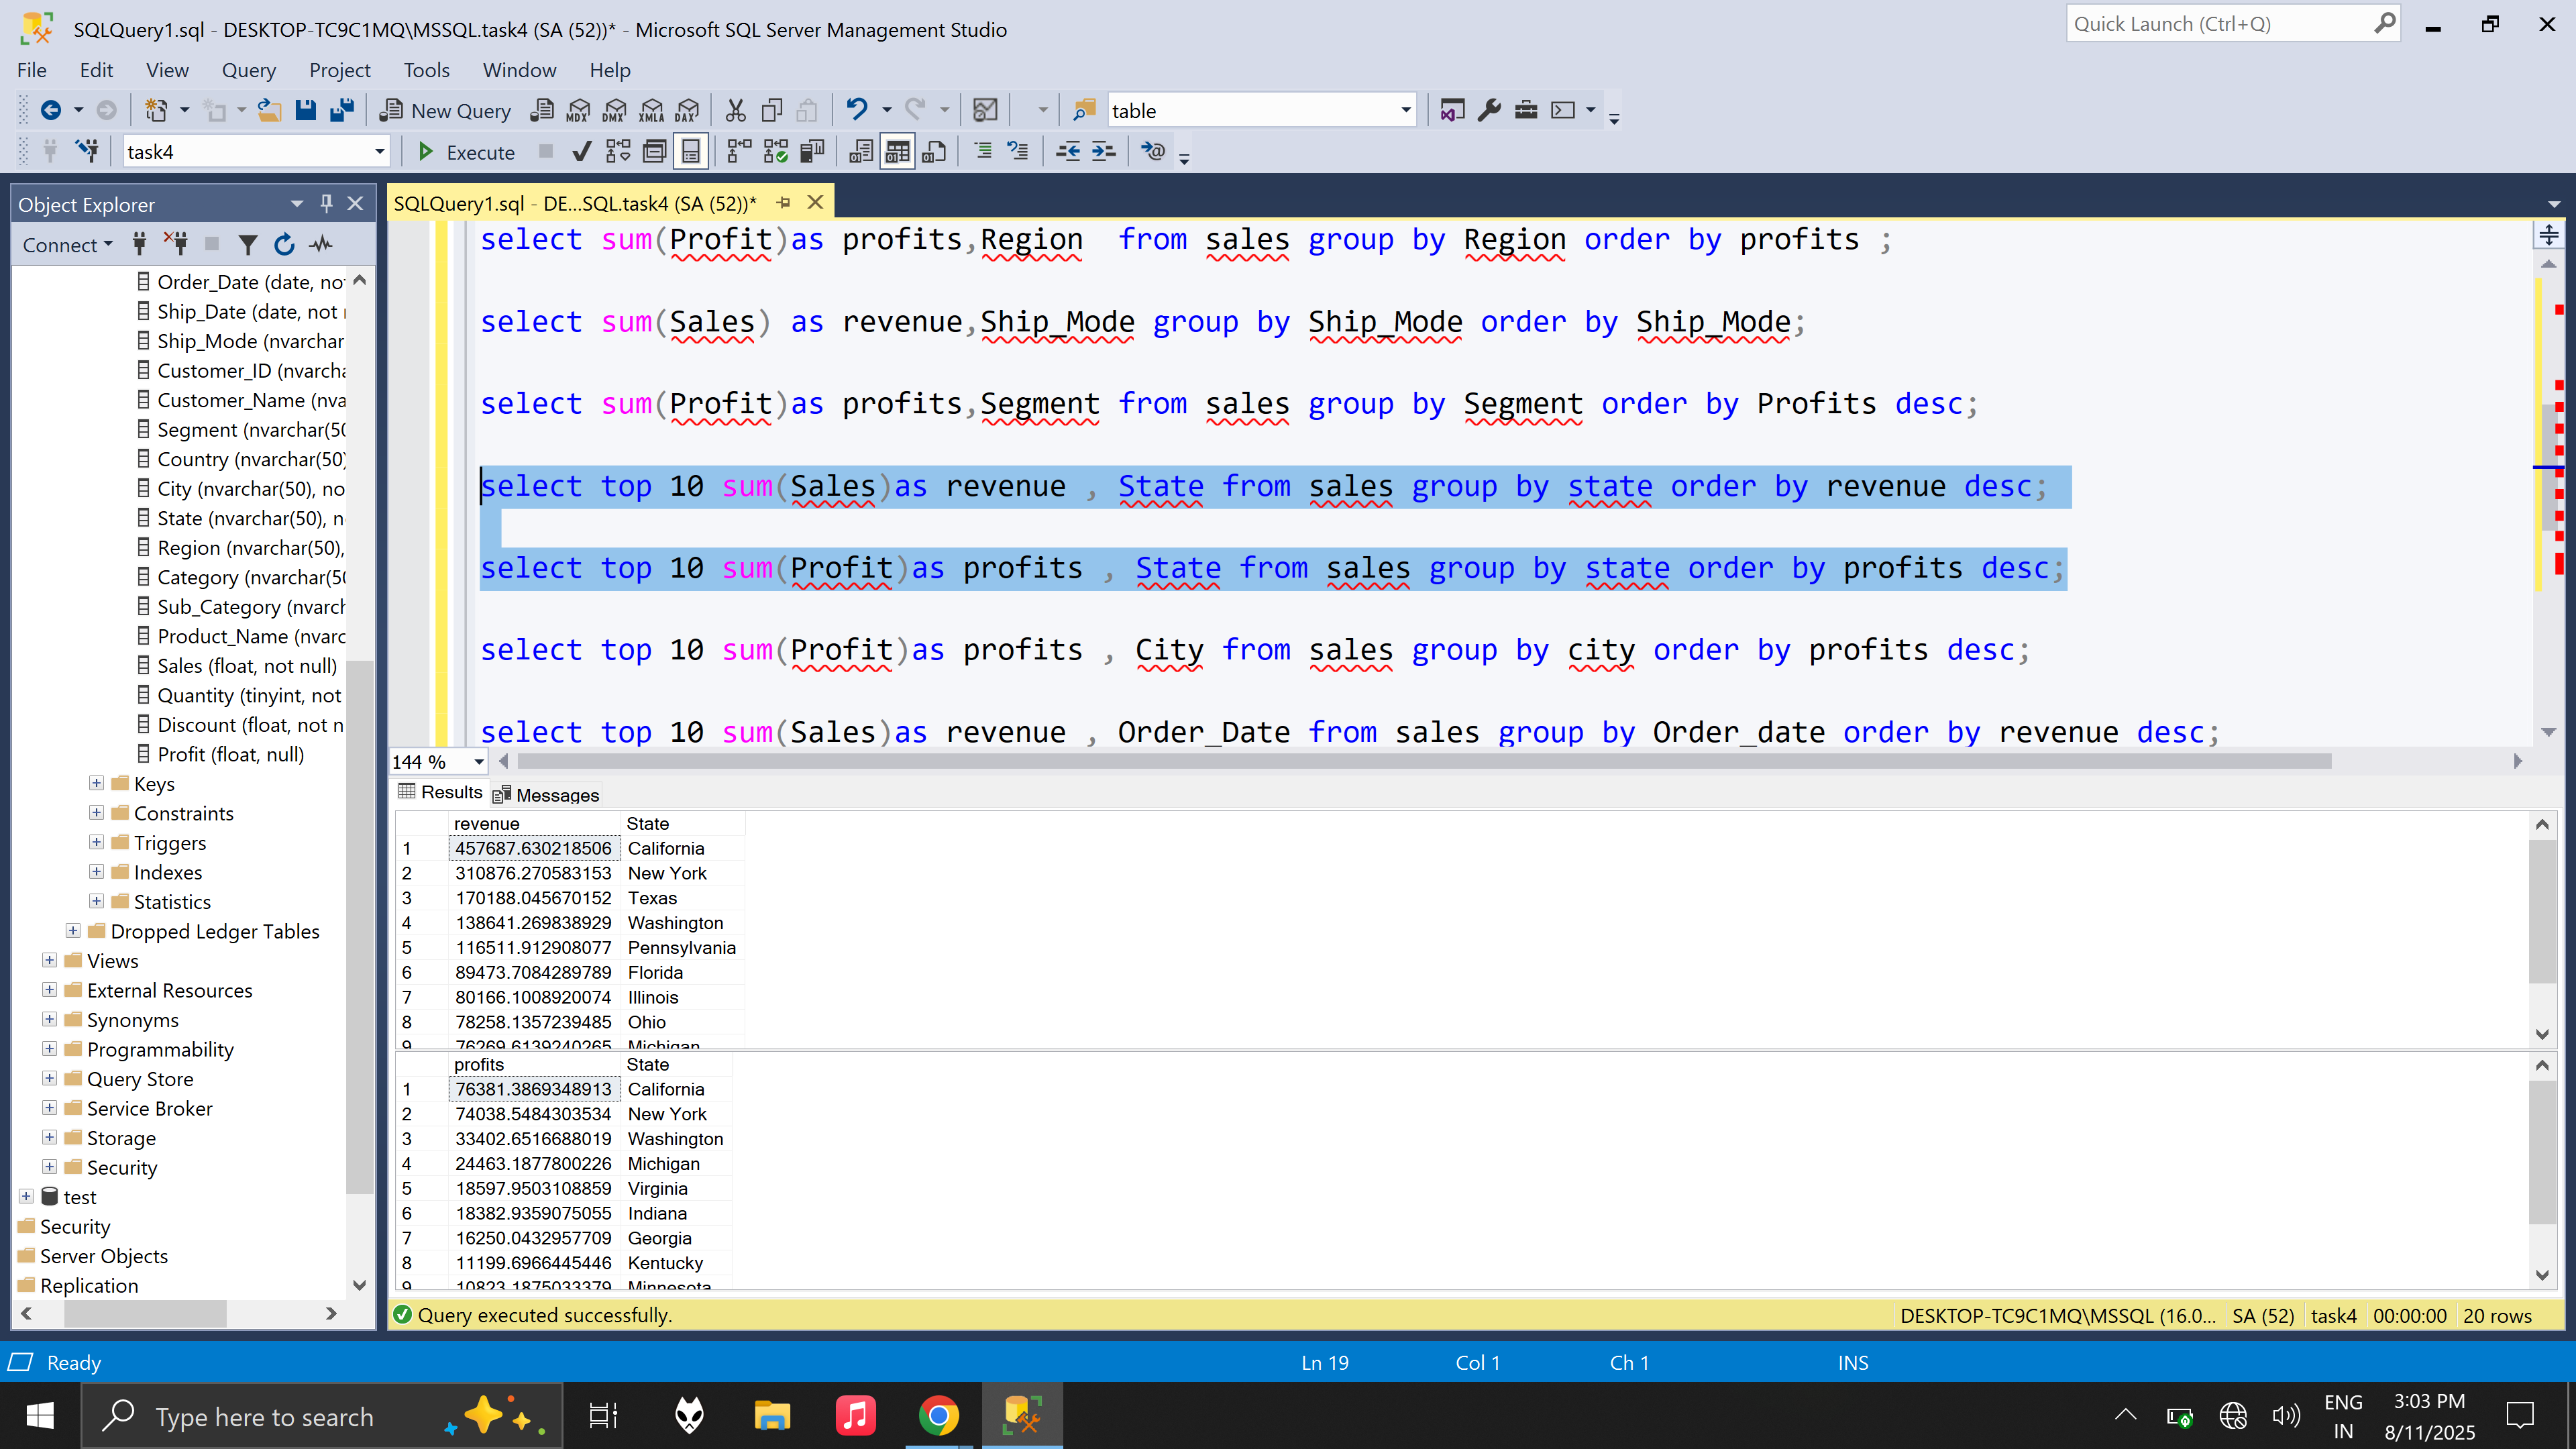 SQLQuery1.sql - DESKTOP-TC9C1MQ\MSSQL.task4 (SA (52))* - Microsoft SQL Server Management Studio
Quick Launch (Ctrl+Q)
File Edit View Query Project Tools Window Help
New Query MDX DMX XMLA DAX table
task4 Execute
Object Explorer
Connect
Order_Date (date, no
Ship_Date (date, not
Ship_Mode (nvarchar
Customer_ID (nvarcha
Customer_Name (nva
Segment (nvarchar(50
Country (nvarchar(50)
City (nvarchar(50), no
State (nvarchar(50), n
Region (nvarchar(50),
Category (nvarchar(50
Sub_Category (nvarch
Product_Name (nvarc
Sales (float, not null)
Quantity (tinyint, not
Discount (float, not n
Profit (float, null)
Keys
Constraints
Triggers
Indexes
Statistics
Dropped Ledger Tables
Views
External Resources
Synonyms
Programmability
Query Store
Service Broker
Storage
Security
test
Security
Server Objects
Replication
SQLQuery1.sql - DE...SQL.task4 (SA (52))*
select sum(Profit)as profits,Region  from sales group by Region order by profits ;
select sum(Sales) as revenue,Ship_Mode group by Ship_Mode order by Ship_Mode;
select sum(Profit)as profits,Segment from sales group by Segment order by Profits desc;
select top 10 sum(Sales)as revenue , State from sales group by state order by revenue desc;
select top 10 sum(Profit)as profits , State from sales group by state order by profits desc;
select top 10 sum(Profit)as profits , City from sales group by city order by profits desc;
select top 10 sum(Sales)as revenue , Order_Date from sales group by Order_date order by revenue desc;
144 %
Results Messages
revenue State
1 457687.630218506 California
2 310876.270583153 New York
3 170188.045670152 Texas
4 138641.269838929 Washington
5 116511.912908077 Pennsylvania
6 89473.7084289789 Florida
7 80166.1008920074 Illinois
8 78258.1357239485 Ohio
9 76269.6139240265 Michigan
profits State
1 76381.3869348913 California
2 74038.5484303534 New York
3 33402.6516688019 Washington
4 24463.1877800226 Michigan
5 18597.9503108859 Virginia
6 18382.9359075055 Indiana
7 16250.0432957709 Georgia
8 11199.6966445446 Kentucky
9 10823.1875033379 Minnesota
Query executed successfully.
DESKTOP-TC9C1MQ\MSSQL (16.0... SA (52) task4 00:00:00 20 rows
Ready Ln 19 Col 1 Ch 1 INS
Type here to search
ENG
IN
3:03 PM
8/11/2025